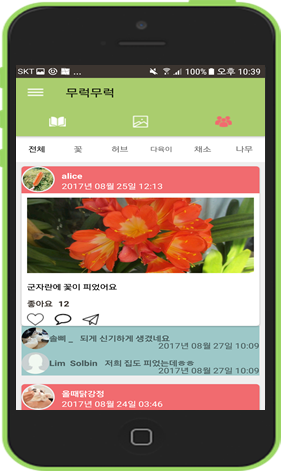 SKT ... 100% 오후 10:39
무럭무럭
전체 꽃 허브 다육이 채소 나무
alice
2017년 08월 25일 12:13
군자란에 꽃이 피었어요
좋아요 12
솔삐 _ 되게 신기하게 생겼네요
2017년 08월 27일 10:09
Lim Solbin 저희 집도 피었는데ㅎㅎ
2017년 08월 27일 10:09
올때닭강정
2017년 08월 24일 03:46